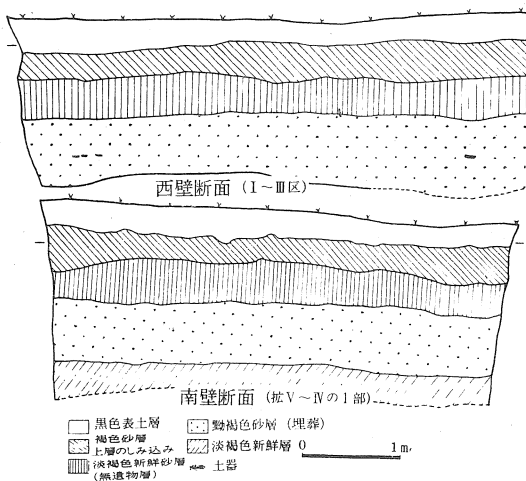 西壁断面 (I〜Ⅲ区)
南壁断面 (拡V〜Ⅳの1部)
黒色表土層
褐色砂層
上層のしみ込み
淡褐色新鮮砂層
(無遺物層)
黝褐色砂層 (埋葬)
淡褐色新鮮層
土器
0 1m.